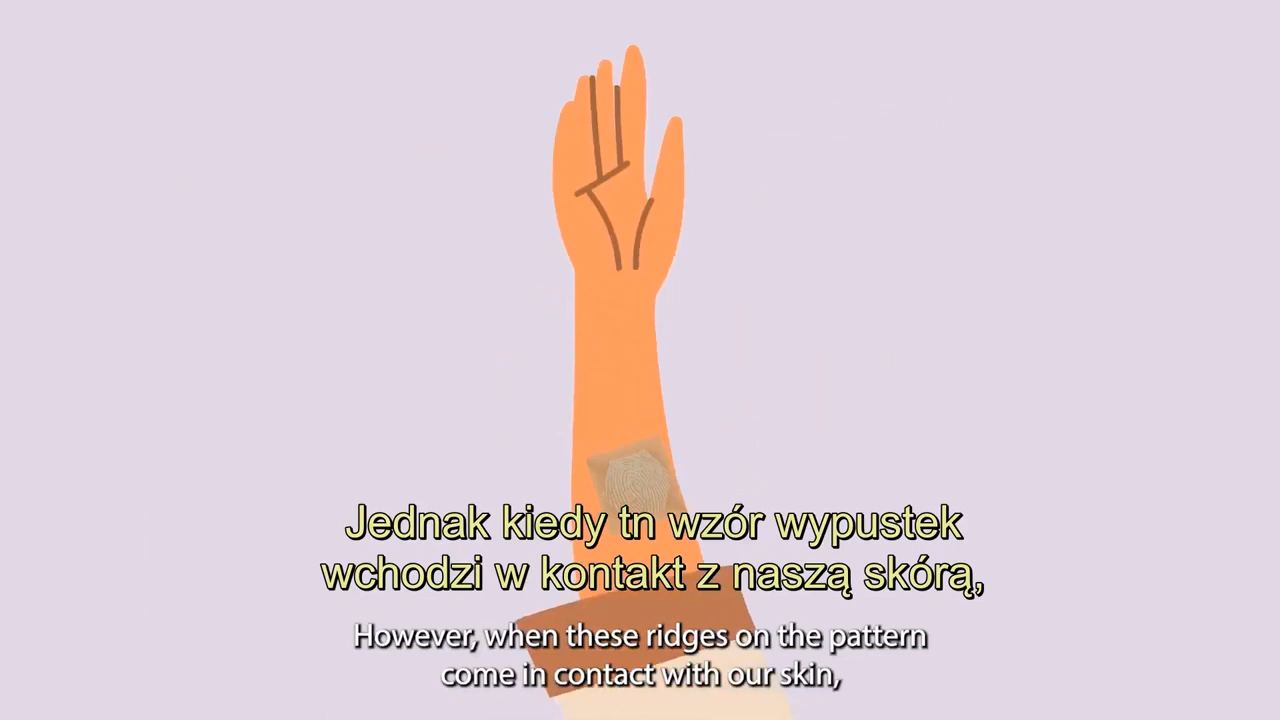 Jednak kiedy tn wzór wypustek
wchodzi w kontakt z naszą skórą,
However, when these ridges on the pattern
come in contact with our skin,